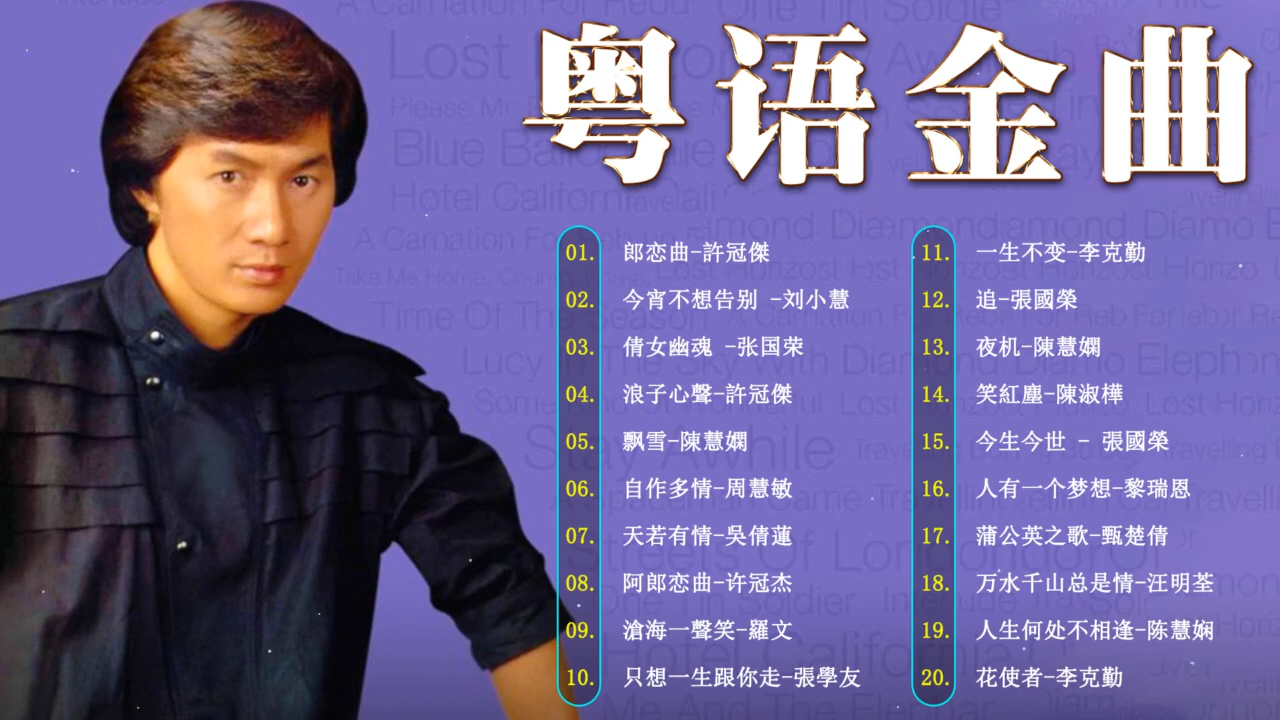 粤语金曲
01. 郎恋曲-許冠傑
02. 今宵不想告别 -刘小慧
03. 倩女幽魂 -张国荣
04. 浪子心聲-許冠傑
05. 飘雪-陳慧嫻
06. 自作多情-周慧敏
07. 天若有情-吳倩蓮
08. 阿郎恋曲-许冠杰
09. 滄海一聲笑-羅文
10. 只想一生跟你走-張學友
11. 一生不变-李克勤
12. 追-張國榮
13. 夜机-陳慧嫻
14. 笑紅塵-陳淑樺
15. 今生今世 - 張國榮
16. 人有一个梦想-黎瑞恩
17. 蒲公英之歌-甄楚倩
18. 万水千山总是情-汪明荃
19. 人生何处不相逢-陈慧娴
20. 花使者-李克勤